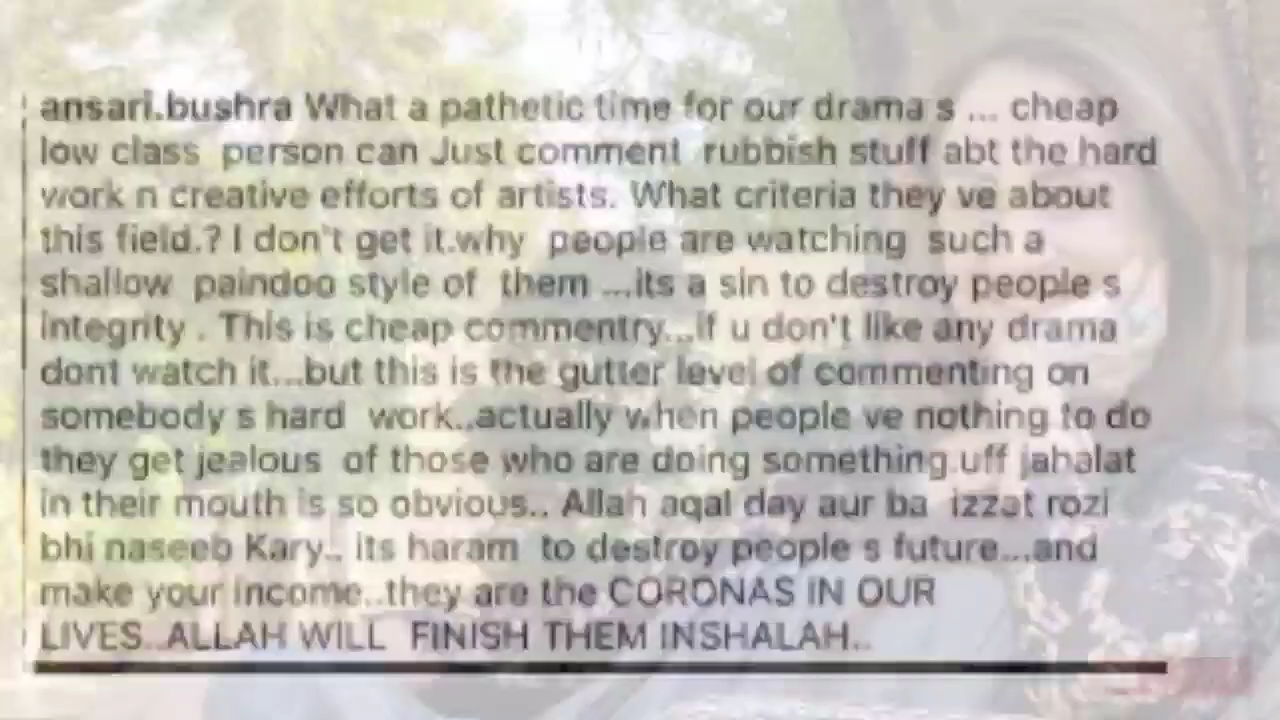 ansari.bushra What a pathetic time for our drama s ... cheap
low class person can Just comment rubbish stuff abt the hard
work n creative efforts of artists. What criteria they ve about
this field.? I don't get it.why people are watching such a
shallow paindoo style of them ...its a sin to destroy people s
integrity . This is cheap commentry...if u don't like any drama
dont watch it...but this is the gutter level of commenting on
somebody s hard work..actually when people ve nothing to do
they get jealous of those who are doing something.uff jahalat
in their mouth is so obvious.. Allah aqal day aur ba izzat rozi
bhi naseeb Kary.. its haram to destroy people s future...and
make your income..they are the CORONAS IN OUR
LIVES..ALLAH WILL FINISH THEM INSHALAH..